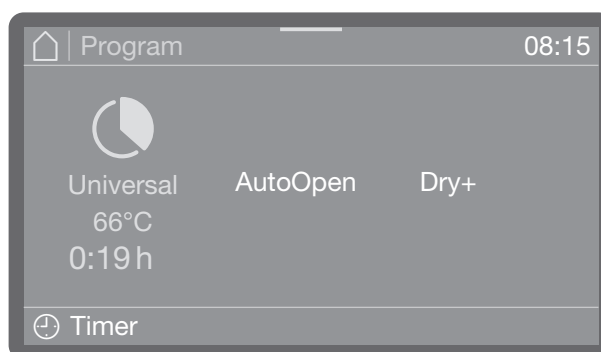 Program 08:15
Universal AutoOpen Dry+
66°C
0:19 h
Timer